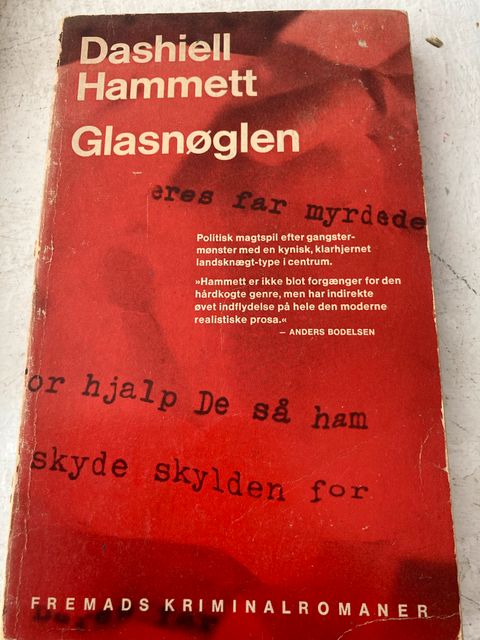 Dashiell
Hammett
Glasnøglen
eres far myrdede
Politisk magtspil efter gangster-
mønster med en kynisk, klarhjernet
landsknægt-type i centrum.
»Hammett er ikke blot forgænger for den
hårdkogte genre, men har indirekte
øvet indflydelse på hele den moderne
realistiske prosa.«
— ANDERS BODELSEN
or hjalp De så ham
skyde skylden for
FREMADS KRIMINALROMANER